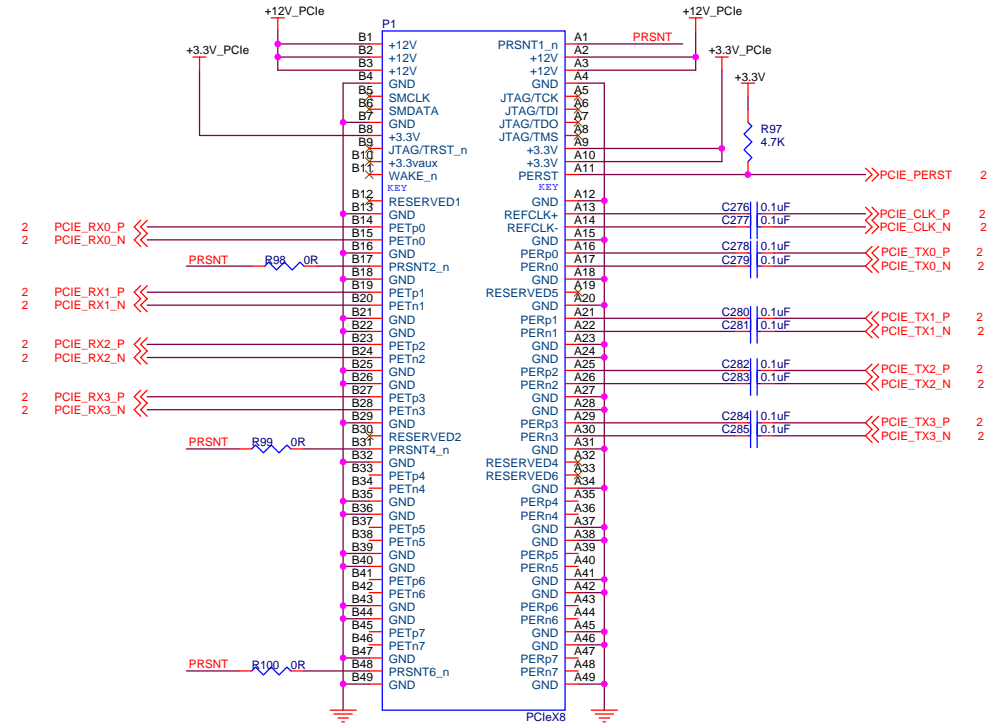 +12V_PCIe +12V_PCIe
P1
+3.3V_PCIe +3.3V_PCIe
+3.3V
B1 +12V PRSNT1_n A1 PRSNT
B2 +12V +12V A2
B3 +12V +12V A3
B4 GND GND A4
B5 SMCLK JTAG/TCK A5
B6 SMDATA JTAG/TDI A6
B7 GND JTAG/TDO A7
B8 +3.3V JTAG/TMS A8
R97
4.7K
B9 JTAG/TRST_n +3.3V A9
B10 +3.3vaux +3.3V A10
B11 WAKE_n PERST A11 PCIE_PERST 2
KEY KEY
B12 RESERVED1 GND A12
B13 GND REFCLK+ A13 C276 0.1uF PCIE_CLK_P 2
2 PCIE_RX0_P B14 PETp0 REFCLK- A14 C277 0.1uF PCIE_CLK_N 2
2 PCIE_RX0_N B15 PETn0 GND A15
B16 GND PERp0 A16 C278 0.1uF PCIE_TX0_P 2
PRSNT R98 0R B17 PRSNT2_n PERn0 A17 C279 0.1uF PCIE_TX0_N 2
B18 GND GND A18
2 PCIE_RX1_P B19 PETp1 RESERVED5 A19
2 PCIE_RX1_N B20 PETn1 GND A20
B21 GND PERp1 A21 C280 0.1uF PCIE_TX1_P 2
B22 GND PERn1 A22 C281 0.1uF PCIE_TX1_N 2
2 PCIE_RX2_P B23 PETp2 GND A23
2 PCIE_RX2_N B24 PETn2 GND A24
B25 GND PERp2 A25 C282 0.1uF PCIE_TX2_P 2
B26 GND PERn2 A26 C283 0.1uF PCIE_TX2_N 2
2 PCIE_RX3_P B27 PETp3 GND A27
2 PCIE_RX3_N B28 PETn3 GND A28
B29 GND PERp3 A29 C284 0.1uF PCIE_TX3_P 2
B30 RESERVED2 PERn3 A30 C285 0.1uF PCIE_TX3_N 2
PRSNT R99 0R B31 PRSNT4_n GND A31
B32 GND RESERVED4 A32
B33 PETp4 RESERVED6 A33
B34 PETn4 GND A34
B35 GND PERp4 A35
B36 GND PERn4 A36
B37 PETp5 GND A37
B38 PETn5 GND A38
B39 GND PERp5 A39
B40 GND PERn5 A40
B41 PETp6 GND A41
B42 PETn6 GND A42
B43 GND PERp6 A43
B44 GND PERn6 A44
B45 PETp7 GND A45
B46 PETn7 GND A46
B47 GND PERp7 A47
PRSNT R100 0R B48 PRSNT6_n PERn7 A48
B49 GND GND A49
PCIeX8